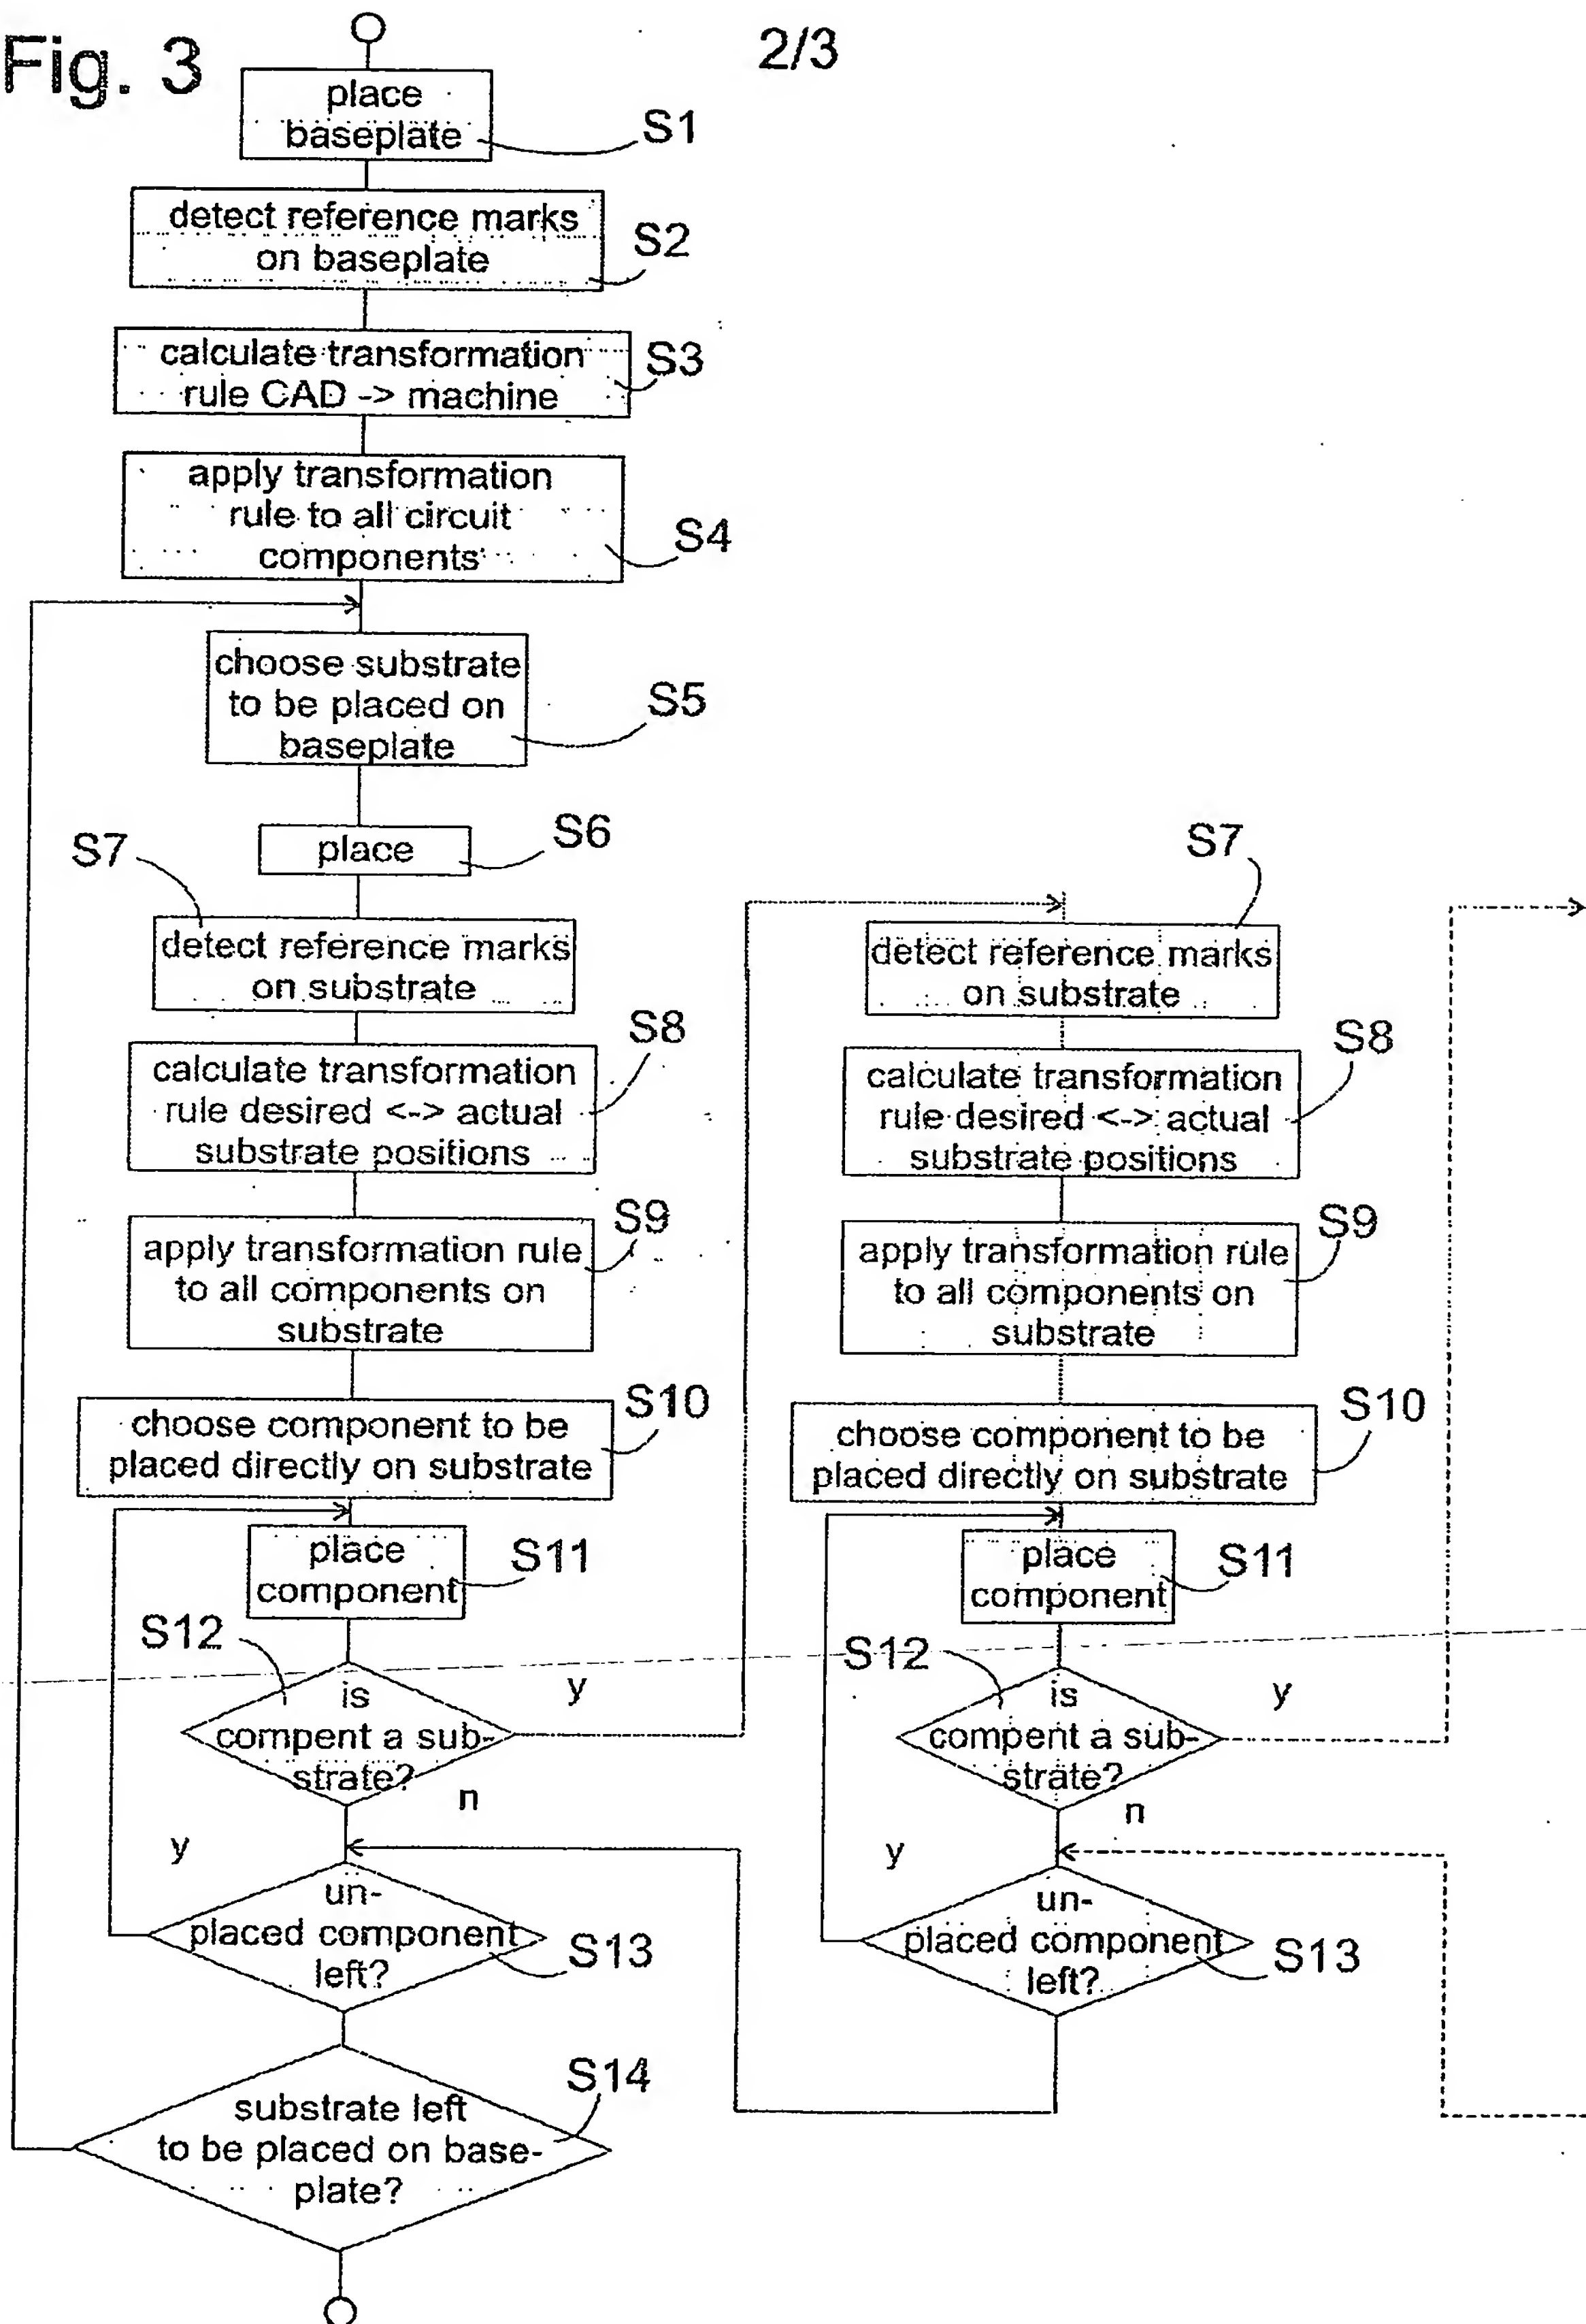 Fig. 3
2/3
place
baseplate
S1
detect reference marks
on baseplate
S2
calculate transformation
rule CAD -> machine
S3
apply transformation
rule to all circuit
components
S4
choose substrate
to be placed on
baseplate
S5
place
S6
S7
detect reference marks
on substrate
calculate transformation
rule desired <-> actual
substrate positions
S8
apply transformation rule
to all components on
substrate
S9
choose component to be
placed directly on substrate
S10
place
component
S11
S12
is
compent a sub-
strate?
y
n
y
un-
placed component
left?
S13
substrate left
to be placed on base-
plate?
S14
S7
detect reference marks
on substrate
calculate transformation
rule desired <-> actual
substrate positions
S8
apply transformation rule
to all components on
substrate
S9
choose component to be
placed directly on substrate
S10
place
component
S11
S12
is
compent a sub-
strate?
y
n
y
un-
placed component
left?
S13